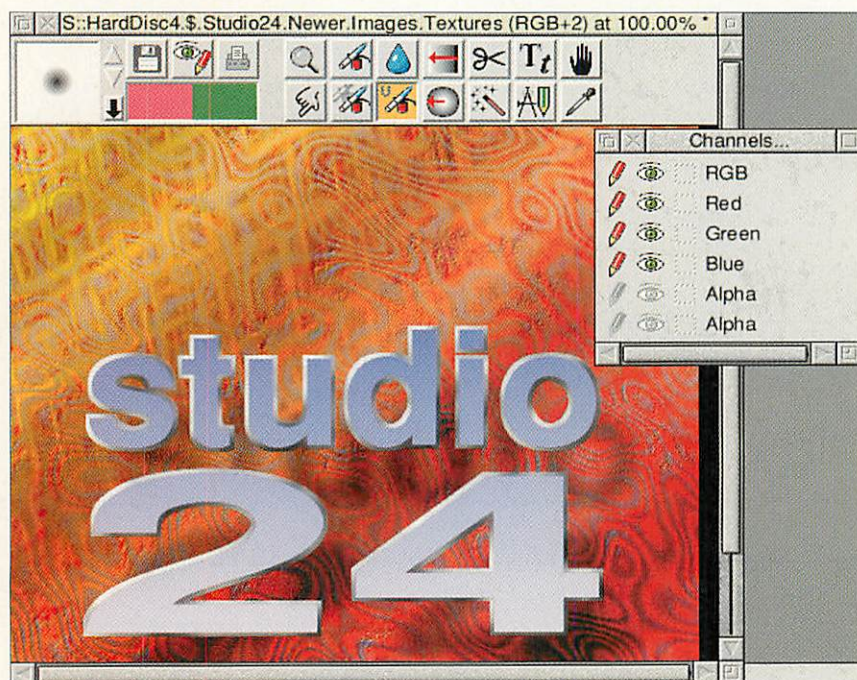 S::HardDisc4.$.Studio24.Newer.Images.Textures (RGB+2) at 100.00% *
Tt
Channels...
RGB
Red
Green
Blue
Alpha
Alpha
studio
24